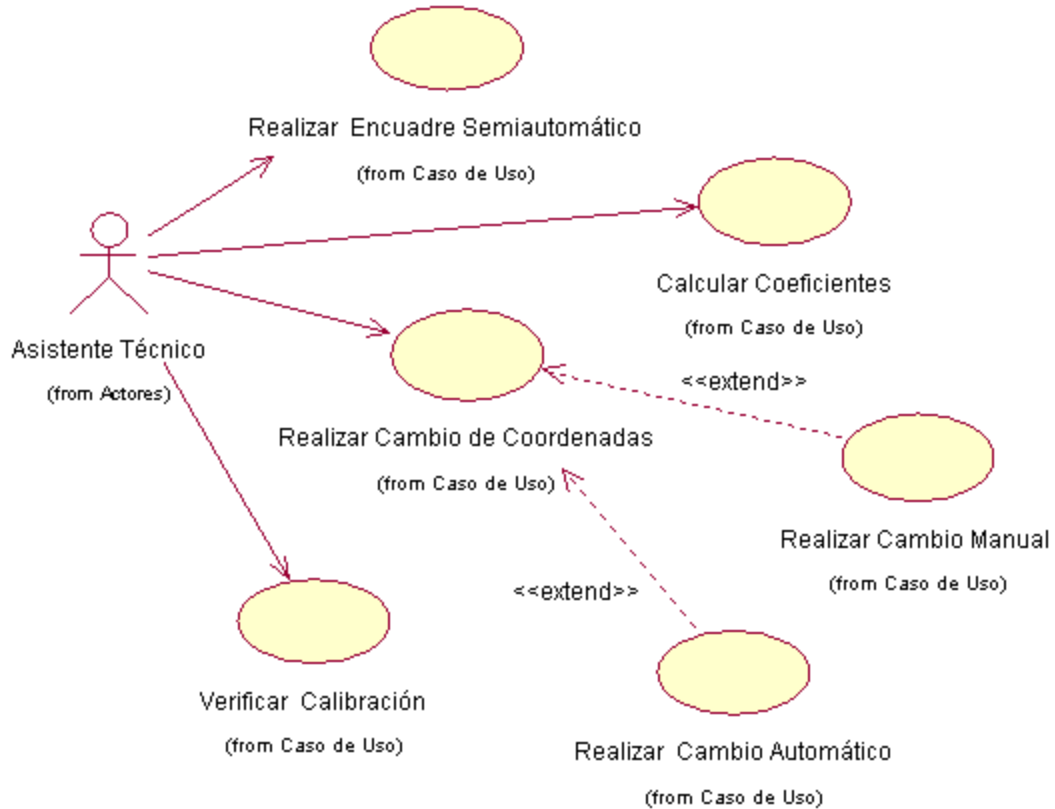 Realizar Encuadre Semiautomático
(from Caso de Uso)
Calcular Coeficientes
(from Caso de Uso)
Asistente Técnico
(from Actores)
<<extend>>
Realizar Cambio de Coordenadas
(from Caso de Uso)
Realizar Cambio Manual
(from Caso de Uso)
<<extend>>
Verificar Calibración
(from Caso de Uso)
Realizar Cambio Automático
(from Caso de Uso)